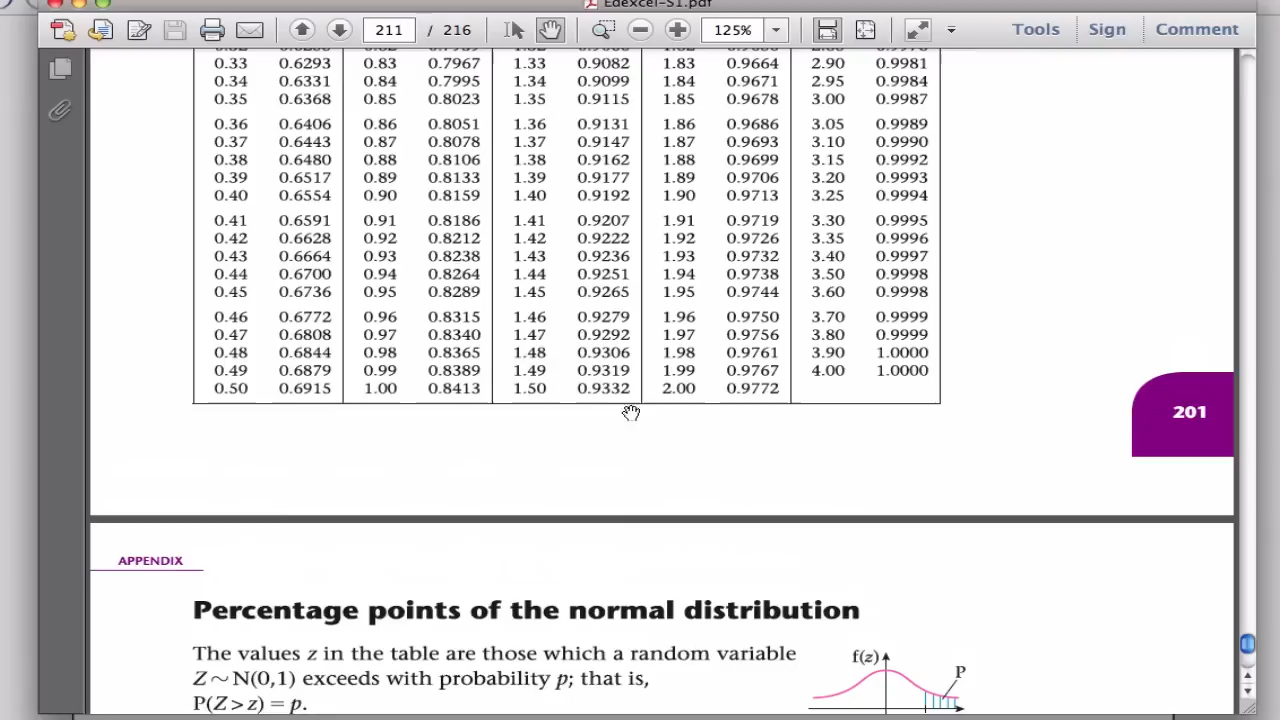 Edexcel-S1.pdf
211 / 216 125% Tools Sign Comment
0.33 0.6293 0.83 0.7967 1.33 0.9082 1.83 0.9664 2.90 0.9981
0.34 0.6331 0.84 0.7995 1.34 0.9099 1.84 0.9671 2.95 0.9984
0.35 0.6368 0.85 0.8023 1.35 0.9115 1.85 0.9678 3.00 0.9987
0.36 0.6406 0.86 0.8051 1.36 0.9131 1.86 0.9686 3.05 0.9989
0.37 0.6443 0.87 0.8078 1.37 0.9147 1.87 0.9693 3.10 0.9990
0.38 0.6480 0.88 0.8106 1.38 0.9162 1.88 0.9699 3.15 0.9992
0.39 0.6517 0.89 0.8133 1.39 0.9177 1.89 0.9706 3.20 0.9993
0.40 0.6554 0.90 0.8159 1.40 0.9192 1.90 0.9713 3.25 0.9994
0.41 0.6591 0.91 0.8186 1.41 0.9207 1.91 0.9719 3.30 0.9995
0.42 0.6628 0.92 0.8212 1.42 0.9222 1.92 0.9726 3.35 0.9996
0.43 0.6664 0.93 0.8238 1.43 0.9236 1.93 0.9732 3.40 0.9997
0.44 0.6700 0.94 0.8264 1.44 0.9251 1.94 0.9738 3.50 0.9998
0.45 0.6736 0.95 0.8289 1.45 0.9265 1.95 0.9744 3.60 0.9998
0.46 0.6772 0.96 0.8315 1.46 0.9279 1.96 0.9750 3.70 0.9999
0.47 0.6808 0.97 0.8340 1.47 0.9292 1.97 0.9756 3.80 0.9999
0.48 0.6844 0.98 0.8365 1.48 0.9306 1.98 0.9761 3.90 1.0000
0.49 0.6879 0.99 0.8389 1.49 0.9319 1.99 0.9767 4.00 1.0000
0.50 0.6915 1.00 0.8413 1.50 0.9332 2.00 0.9772
201
APPENDIX
Percentage points of the normal distribution
The values z in the table are those which a random variable
Z ~ N(0,1) exceeds with probability p; that is,
P(Z > z) = p.
f(z)
P